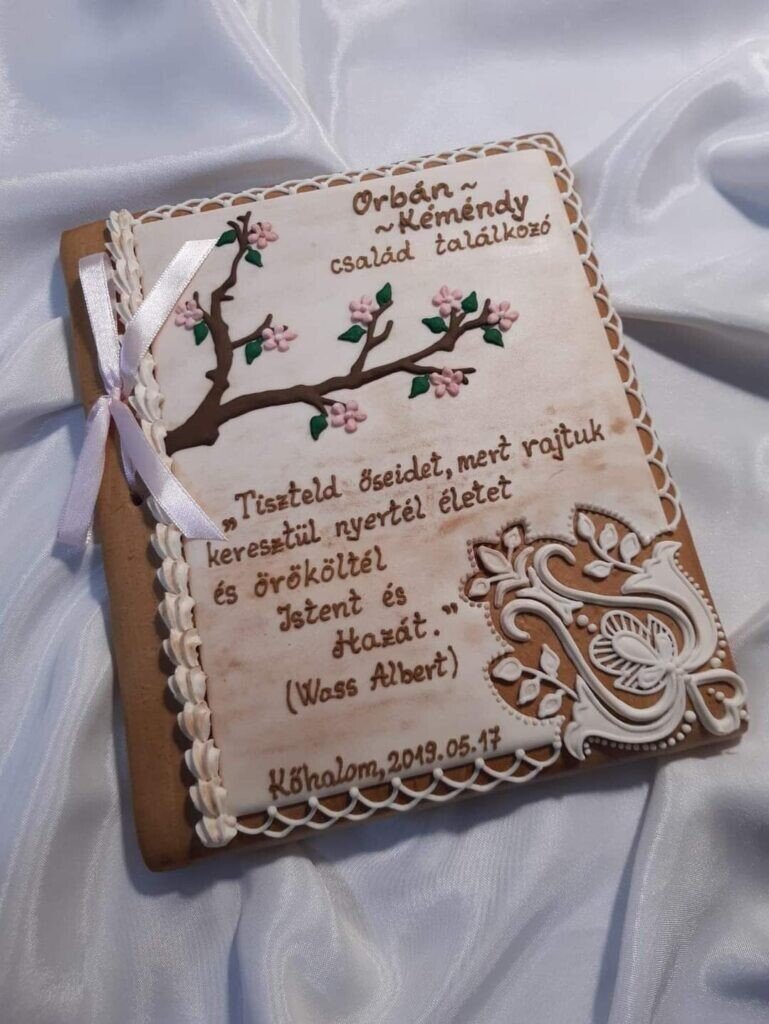 Orbán~
~Keméndy
család találkozó
„Tiszteld őseidet, mert rajtuk
keresztül nyertél életet
és örököltél
Istent és
Hazát."
(Wass Albert)
Kőhalom, 2019.05.17